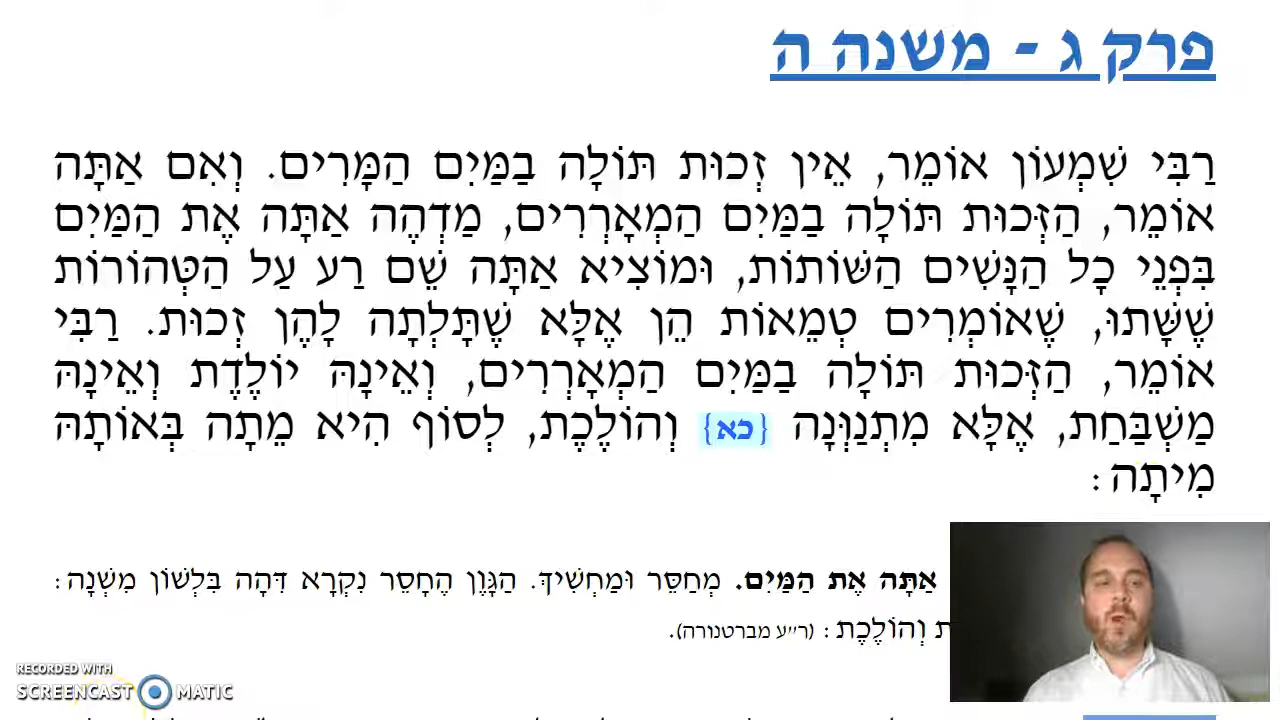 פרק ג - משנה ה
רַבִּי שִׁמְעוֹן אוֹמֵר, אֵין זְכוּת תּוֹלָה בַמַּיִם הַמָּרִים. וְאִם אַתָּה
אוֹמֵר, הַזְּכוּת תּוֹלָה בַמַּיִם הַמְאָרְרִים, מַדְהֶה אַתָּה אֶת הַמַּיִם
בִּפְנֵי כָל הַנָּשִׁים הַשּׁוֹתוֹת, וּמוֹצִיא אַתָּה שֵׁם רַע עַל הַטְּהוֹרוֹת
שֶׁשָּׁתוּ, שֶׁאוֹמְרִים טְמֵאוֹת הֵן אֶלָּא שֶׁתָּלְתָה לָהֶן זְכוּת. רַבִּי
אוֹמֵר, הַזְּכוּת תּוֹלָה בַמַּיִם הַמְאָרְרִים, וְאֵינָהּ יוֹלֶדֶת וְאֵינָהּ
מַשְׁבַּחַת, אֶלָּא מִתְנַוְּנָה {כא} וְהוֹלֶכֶת, לְסוֹף הִיא מֵתָה בְּאוֹתָהּ
מִיתָה:
אַתָּה אֶת הַמַּיִם. מְחַסֵּר וּמַחְשִׁיךְ. הַגָּוֶן הֶחָסֵר נִקְרָא דִּהָה בִּלְשׁוֹן מִשְׁנָה:
וְהוֹלֶכֶת: (ר״ע מברטנורה).
RECORDED WITH
SCREENCAST MATIC